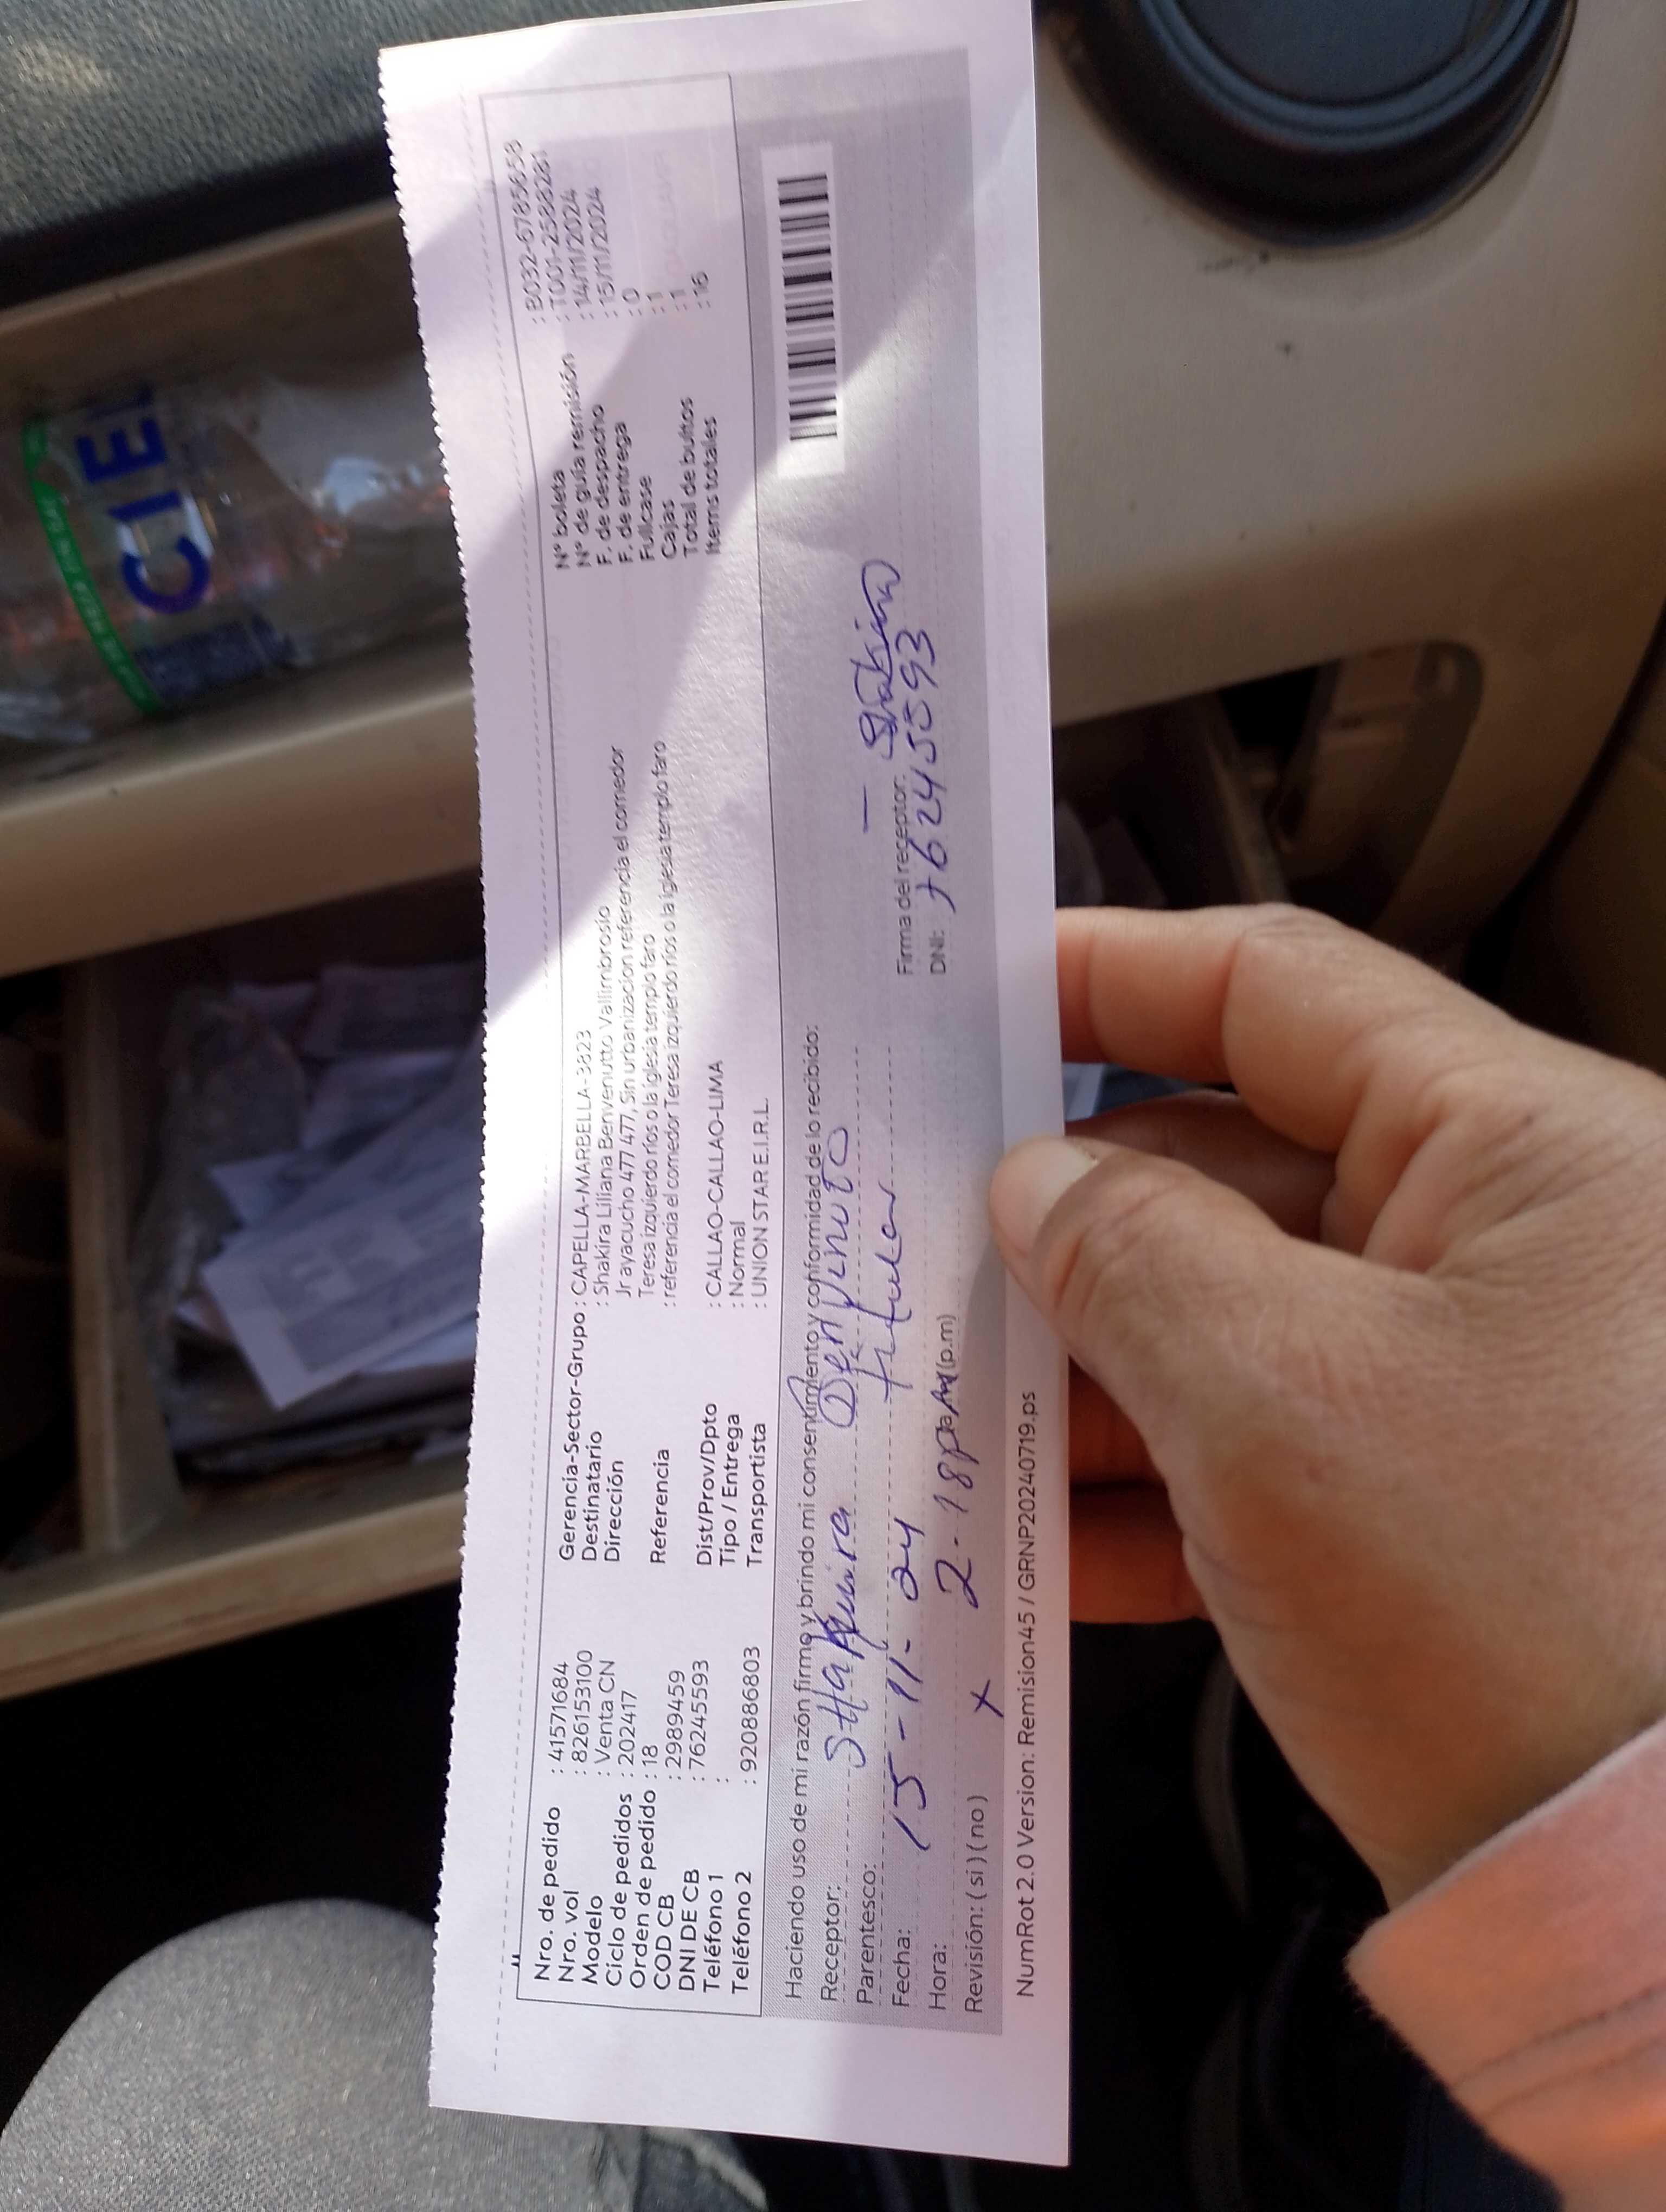 Nro. de pedido : 41571684
Nro. vol : 826153100
Modelo : Venta CN
Ciclo de pedidos : 202417
Orden de pedido : 18
COD CB : 2989459
DNI DE CB : 76245593
Teléfono 1 :
Teléfono 2 : 920886803
Gerencia-Sector-Grupo : CAPELLA-MARBELLA-3823
Destinatario : Shakira Liliana Benvenutto Vallimbrosio
Dirección Jr ayacucho 477 477, Sin urbanizacion referencia el comedor
Teresa izquierdo ríos o la iglesia templo faro
Referencia : referencia el comedor Teresa izquierdo ríos o la iglesia templo faro
Dist/Prov/Dpto : CALLAO-CALLAO-LIMA
Tipo / Entrega : Normal
Transportista : UNION STAR E.I.R.L.
N° boleta : B032-67856
N° de guía remisión : T001-25888281
F. de despacho : 14/11/2024
F. de entrega : 15/11/2024
Fullcase : 0
Cajas : 1
Total de bultos : 1
Items totales : 16
Haciendo uso de mi razón firmo y brindo mi consentimiento y conformidad de lo recibido:
Receptor:
Parentesco: titular
Fecha: 15-11-24
Hora: 2-18 (p.m)
Revisión: ( si ) ( no ) x
Firma del receptor: Shakira
DNI: 76245593
NumRot 2.0 Version: Remision45 / GRNP20240719.ps
CIEL